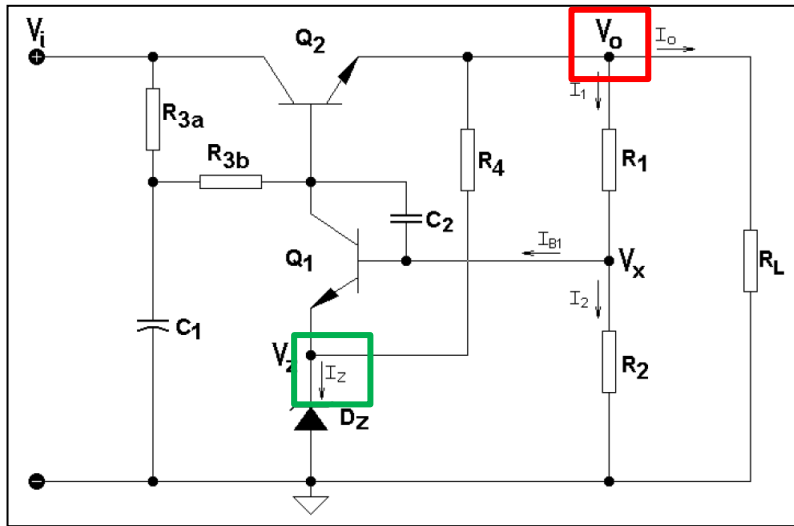 Vi
Q2
Vo
Io
I1
R3a
R3b
R4
R1
C2
Q1
IB1
Vx
RL
I2
C1
Vz
Iz
R2
Dz